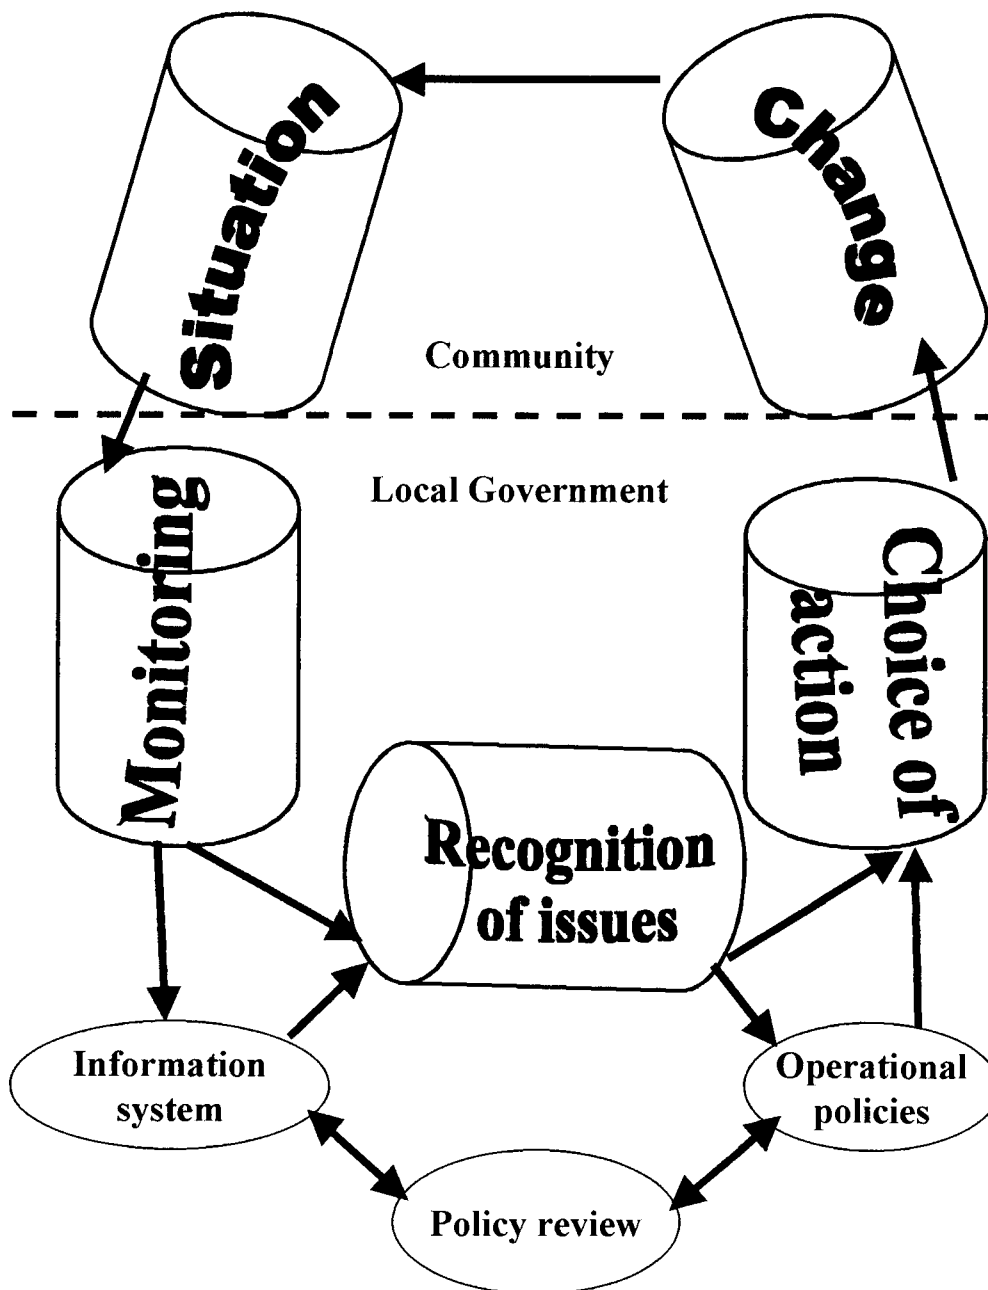 Situation
Change
Community
Local Government
Monitoring
Choice of
action
Recognition
of issues
Information
system
Operational
policies
Policy review